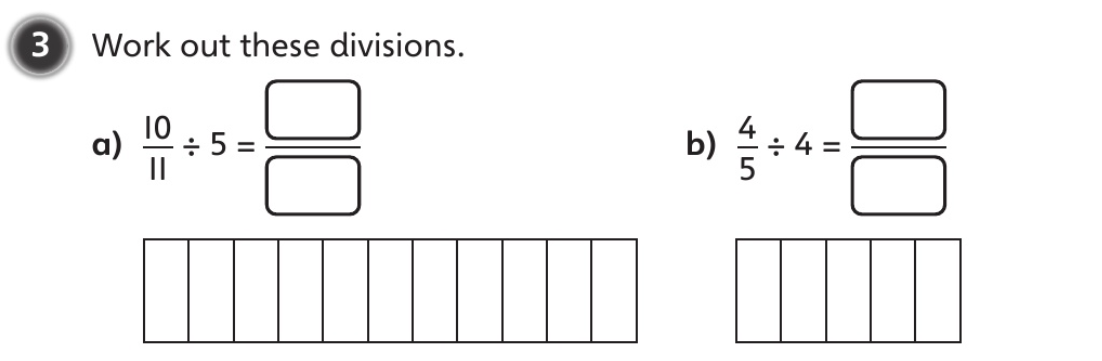 3 Work out these divisions.
a) 10/11 ÷ 5 =
b) 4/5 ÷ 4 =